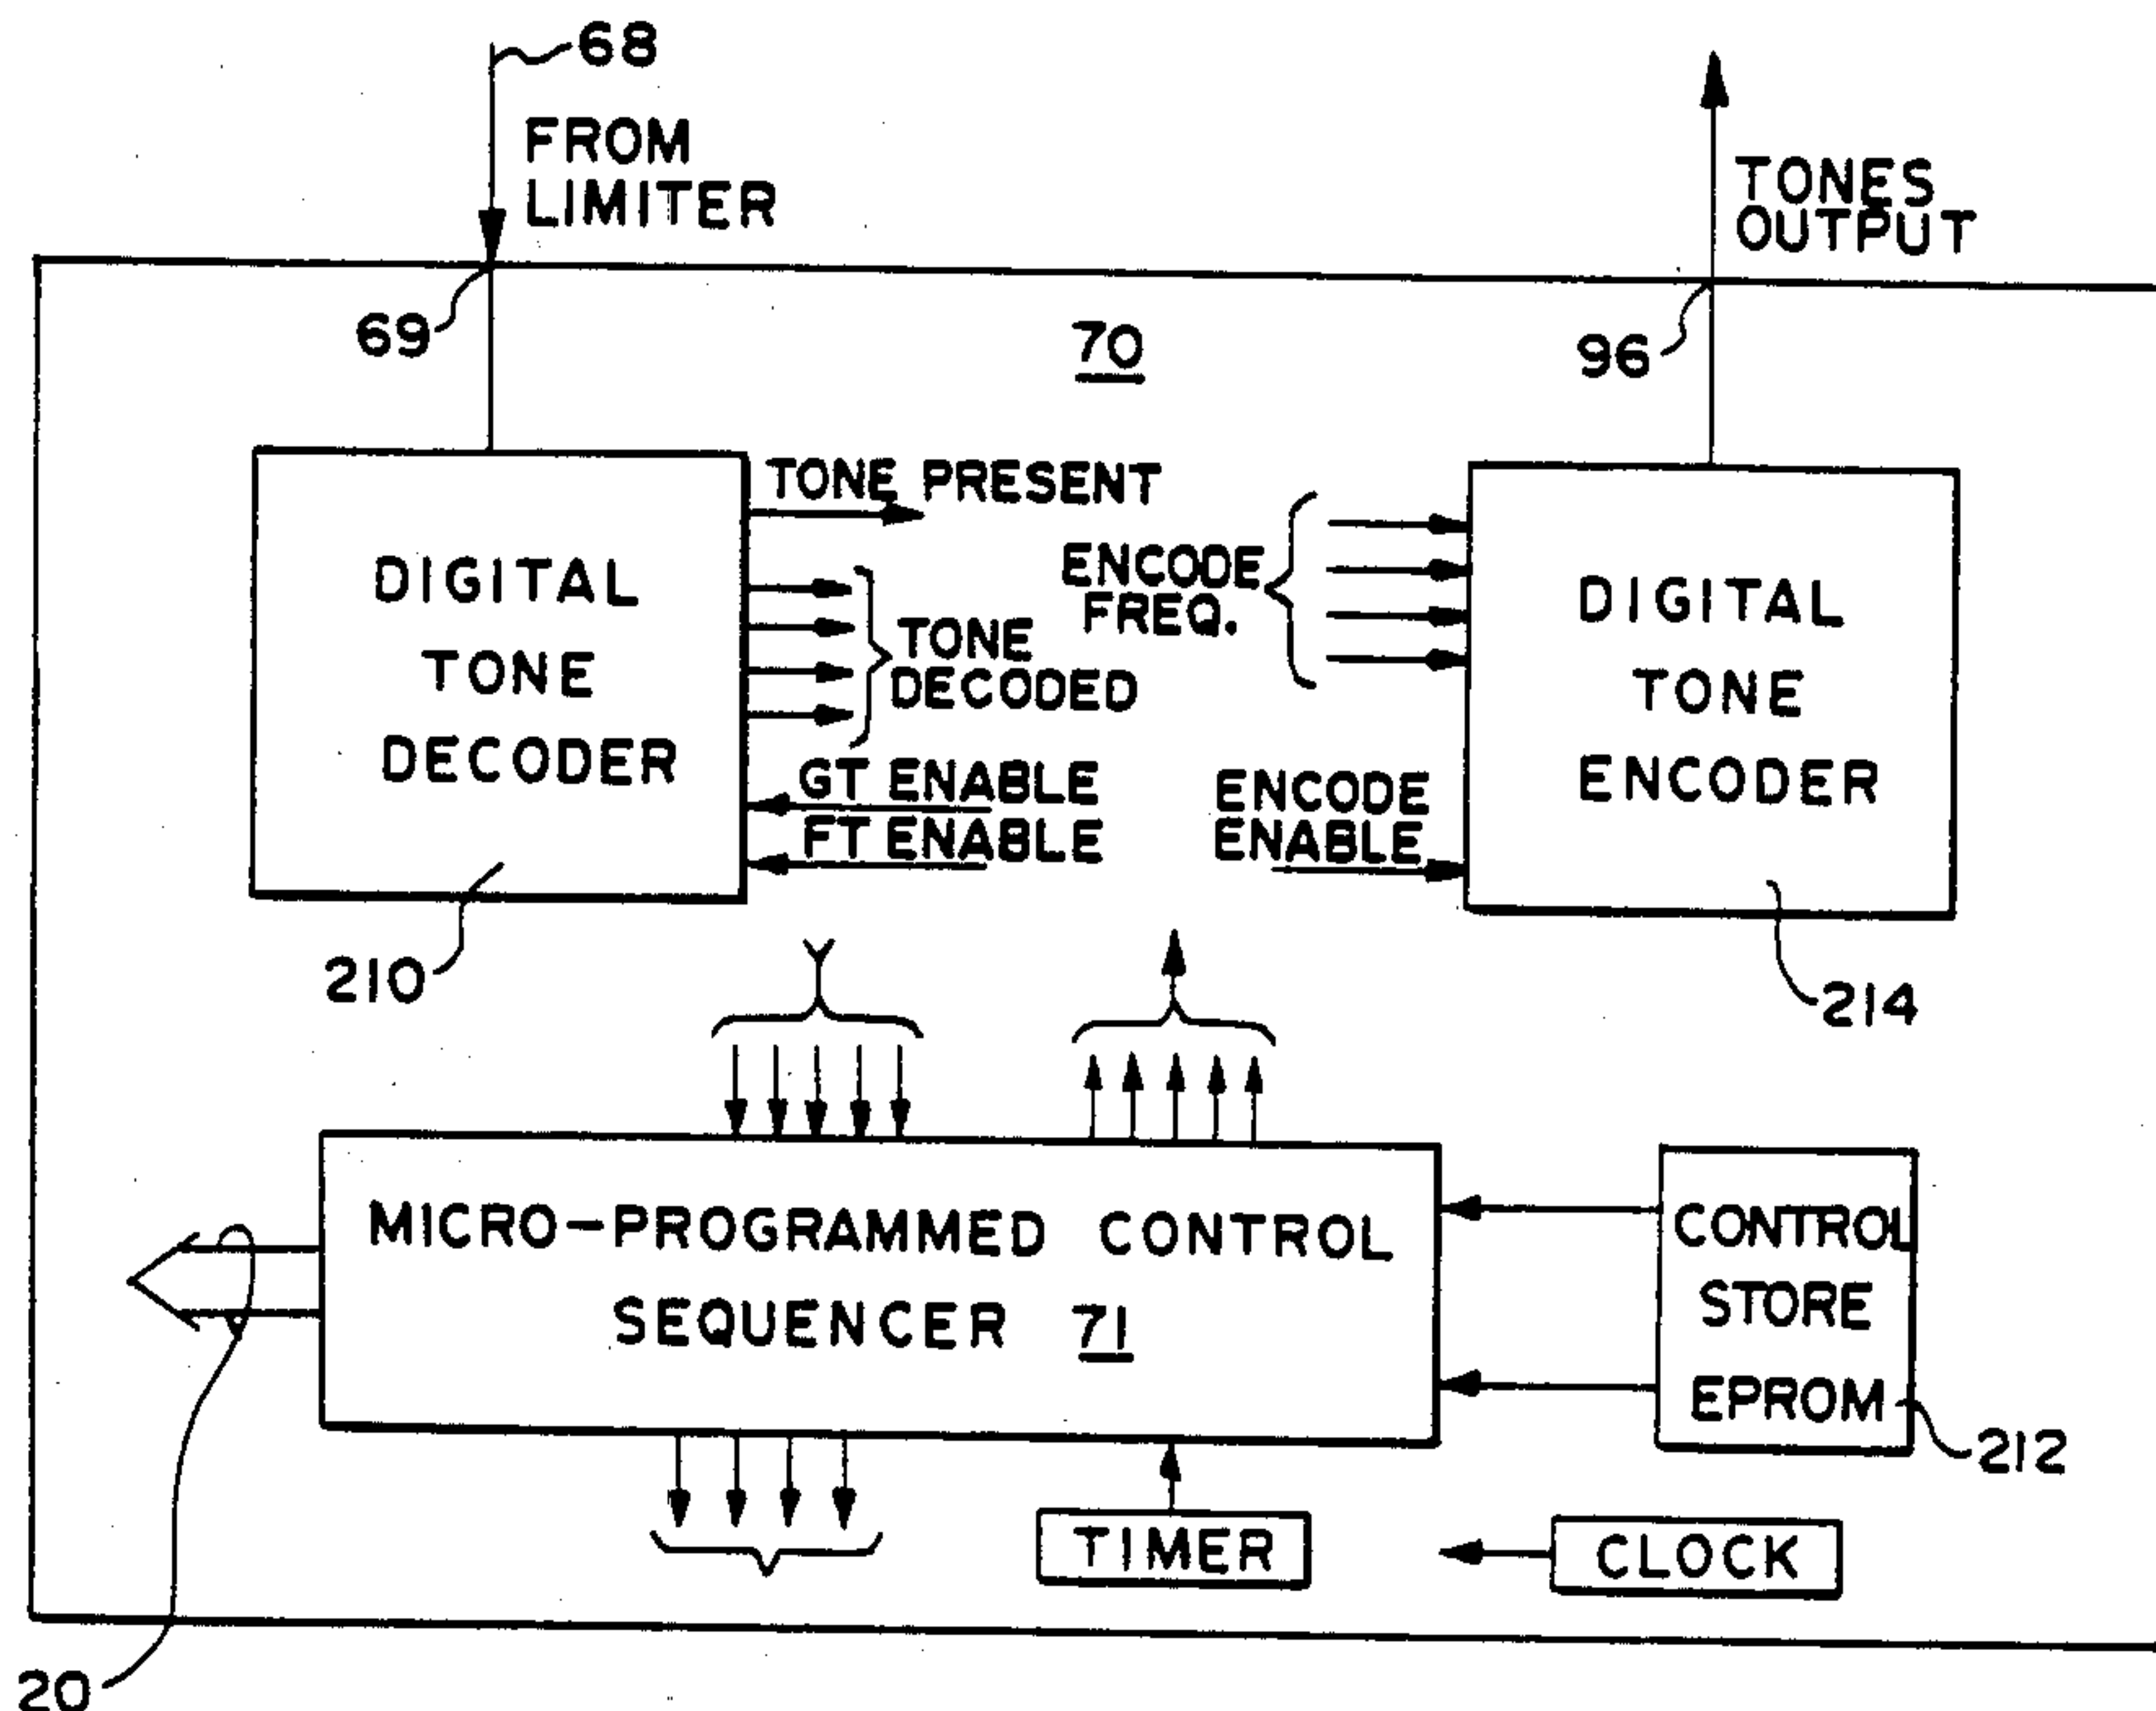 68
FROM
LIMITER
TONES
OUTPUT
69
70
96
TONE PRESENT
DIGITAL
TONE
DECODER
TONE
DECODED
GT ENABLE
FT ENABLE
210
ENCODE
FREQ.
ENCODE
ENABLE
DIGITAL
TONE
ENCODER
214
MICRO-PROGRAMMED CONTROL
SEQUENCER 71
CONTROL
STORE
EPROM
212
TIMER
CLOCK
20